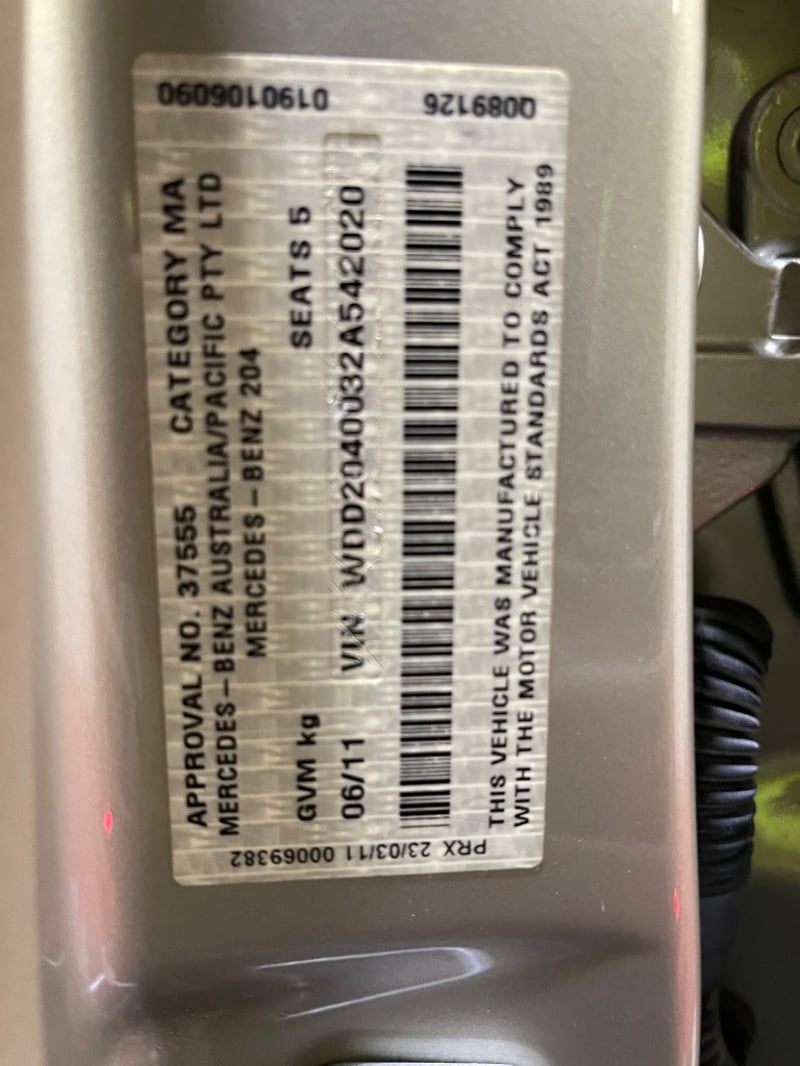 0190106090 Q089126
APPROVAL NO. 37555 CATEGORY MA
MERCEDES-BENZ AUSTRALIA/PACIFIC PTY LTD
MERCEDES-BENZ 204
GVM kg SEATS 5
06/11 VIN WDD2040032A542020
THIS VEHICLE WAS MANUFACTURED TO COMPLY
WITH THE MOTOR VEHICLE STANDARDS ACT 1989
PRX 23/03/11 00069382